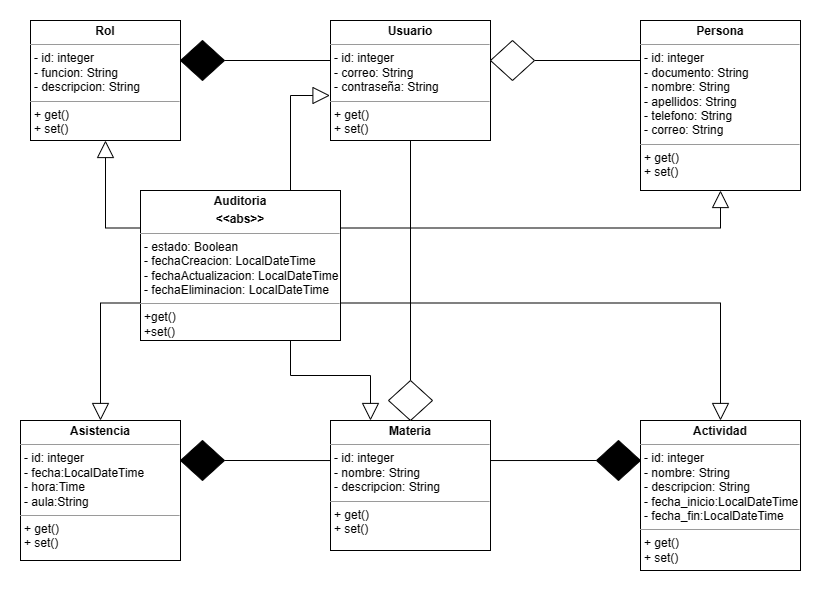 Rol
- id: integer
- funcion: String
- descripcion: String
+ get()
+ set()
Usuario
- id: integer
- correo: String
- contraseña: String
+ get()
+ set()
Persona
- id: integer
- documento: String
- nombre: String
- apellidos: String
- telefono: String
- correo: String
+ get()
+ set()
Auditoria
<<abs>>
- estado: Boolean
- fechaCreacion: LocalDateTime
- fechaActualizacion: LocalDateTime
- fechaEliminacion: LocalDateTime
+get()
+set()
Asistencia
- id: integer
- fecha:LocalDateTime
- hora:Time
- aula:String
+ get()
+ set()
Materia
- id: integer
- nombre: String
- descripcion: String
+ get()
+ set()
Actividad
- id: integer
- nombre: String
- descripcion: String
- fecha_inicio:LocalDateTime
- fecha_fin:LocalDateTime
+ get()
+ set()